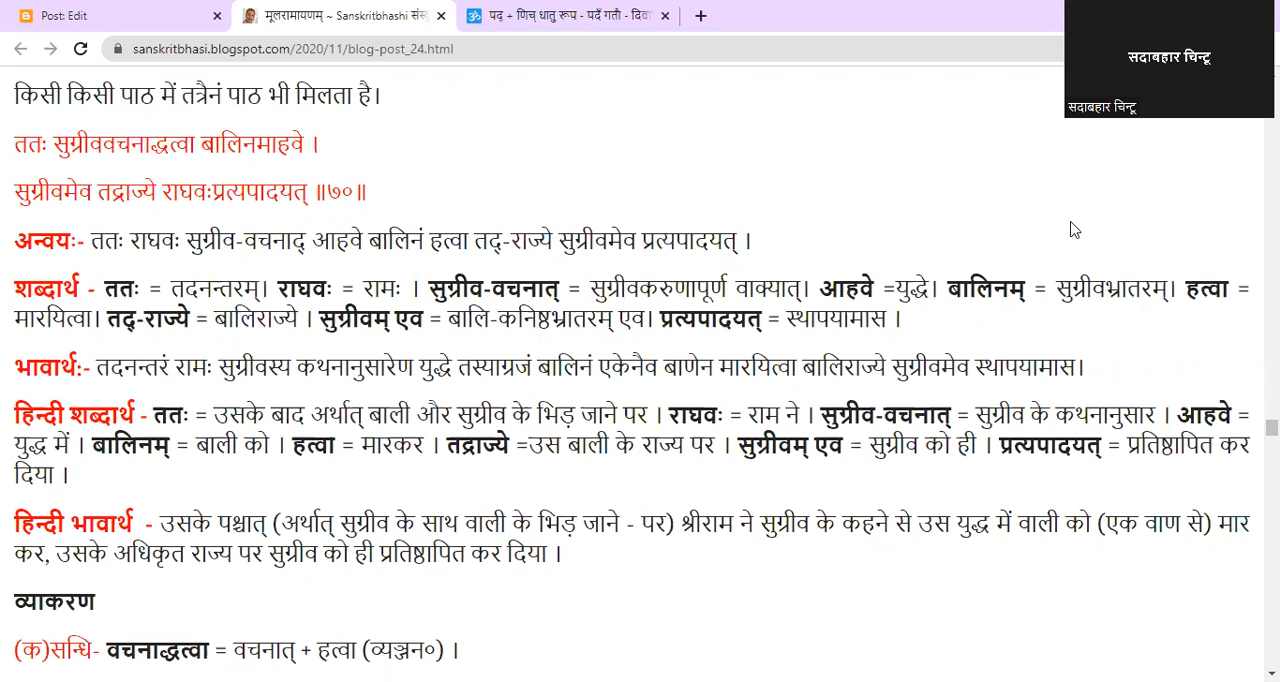 Post: Edit
मूलरामायणम् ~ Sanskritbhashi संस्
पद् + णिच् धातु रूप - पदँ गतौ - दिवा
sanskritbhasi.blogspot.com/2020/11/blog-post_24.html
सदाबहार चिन्टू
सदाबहार चिन्टू
किसी किसी पाठ में तत्रैनं पाठ भी मिलता है।
ततः सुग्रीववचनाद्धत्वा बालिनमाहवे ।
सुग्रीवमेव तद्राज्ये राघवःप्रत्यपादयत् ॥७०॥
अन्वयः- ततः राघवः सुग्रीव-वचनाद् आहवे बालिनं हत्वा तद्-राज्ये सुग्रीवमेव प्रत्यपादयत् ।
शब्दार्थ - ततः = तदनन्तरम्। राघवः = रामः । सुग्रीव-वचनात् = सुग्रीवकरुणापूर्ण वाक्यात्। आहवे =युद्धे। बालिनम् = सुग्रीवभ्रातरम्। हत्वा =
मारयित्वा। तद्-राज्ये = बालिराज्ये । सुग्रीवम् एव = बालि-कनिष्ठभ्रातरम् एव। प्रत्यपादयत् = स्थापयामास ।
भावार्थ:- तदनन्तरं रामः सुग्रीवस्य कथनानुसारेण युद्धे तस्याग्रजं बालिनं एकेनैव बाणेन मारयित्वा बालिराज्ये सुग्रीवमेव स्थापयामास।
हिन्दी शब्दार्थ - ततः = उसके बाद अर्थात् बाली और सुग्रीव के भिड़ जाने पर । राघवः = राम ने । सुग्रीव-वचनात् = सुग्रीव के कथनानुसार । आहवे =
युद्ध में । बालिनम् = बाली को । हत्वा = मारकर । तद्राज्ये =उस बाली के राज्य पर । सुग्रीवम् एव = सुग्रीव को ही । प्रत्यपादयत् = प्रतिष्ठापित कर
दिया ।
हिन्दी भावार्थ - उसके पश्चात् (अर्थात् सुग्रीव के साथ वाली के भिड़ जाने - पर) श्रीराम ने सुग्रीव के कहने से उस युद्ध में वाली को (एक वाण से) मार
कर, उसके अधिकृत राज्य पर सुग्रीव को ही प्रतिष्ठापित कर दिया ।
व्याकरण
(क)सन्धि- वचनाद्धत्वा = वचनात् + हत्वा (व्यञ्जन०) ।